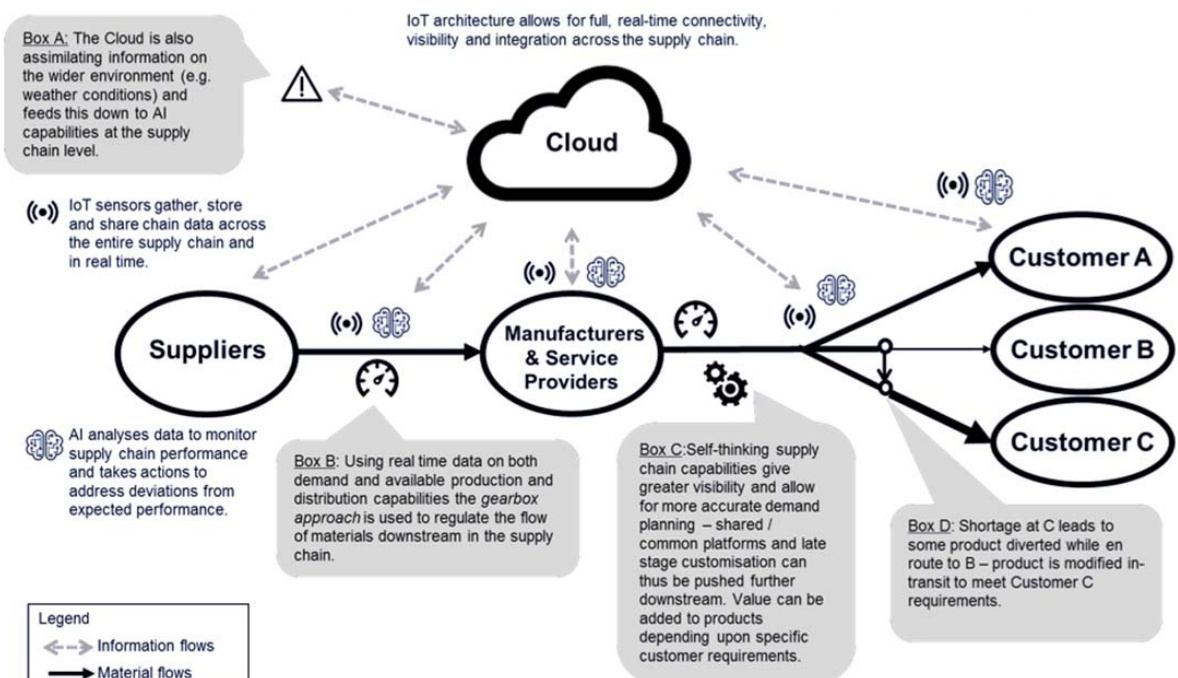 IoT architecture allows for full, real-time connectivity,
visibility and integration across the supply chain.
Box A: The Cloud is also
assimilating information on
the wider environment (e.g.
weather conditions) and
feeds this down to AI
capabilities at the supply
chain level.
Cloud
IoT sensors gather, store
and share chain data across
the entire supply chain and
in real time.
Customer A
Suppliers
Manufacturers
& Service
Providers
Customer B
Customer C
AI analyses data to monitor
supply chain performance
and takes actions to
address deviations from
expected performance.
Box B: Using real time data on both
demand and available production and
distribution capabilities the gearbox
approach is used to regulate the flow
of materials downstream in the supply
chain.
Box C:Self-thinking supply
chain capabilities give
greater visibility and allow
for more accurate demand
planning – shared /
common platforms and late
stage customisation can
thus be pushed further
downstream. Value can be
added to products
depending upon specific
customer requirements.
Box D: Shortage at C leads to
some product diverted while en
route to B – product is modified in-
transit to meet Customer C
requirements.
Legend
Information flows
Material flows